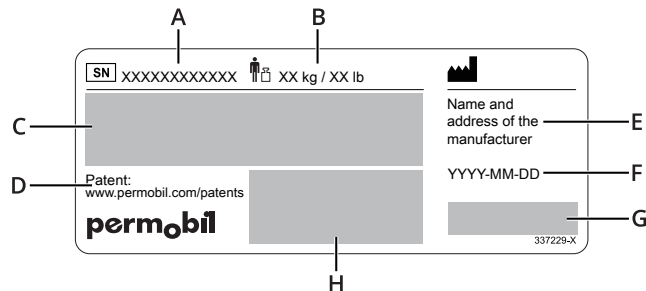 A
B
SN XXXXXXXXXXXX XX kg / XX lb
C
Name and
address of the
manufacturer
E
D
Patent:
www.permobil.com/patents
YYYY-MM-DD
F
permobil
G
337229-X
H